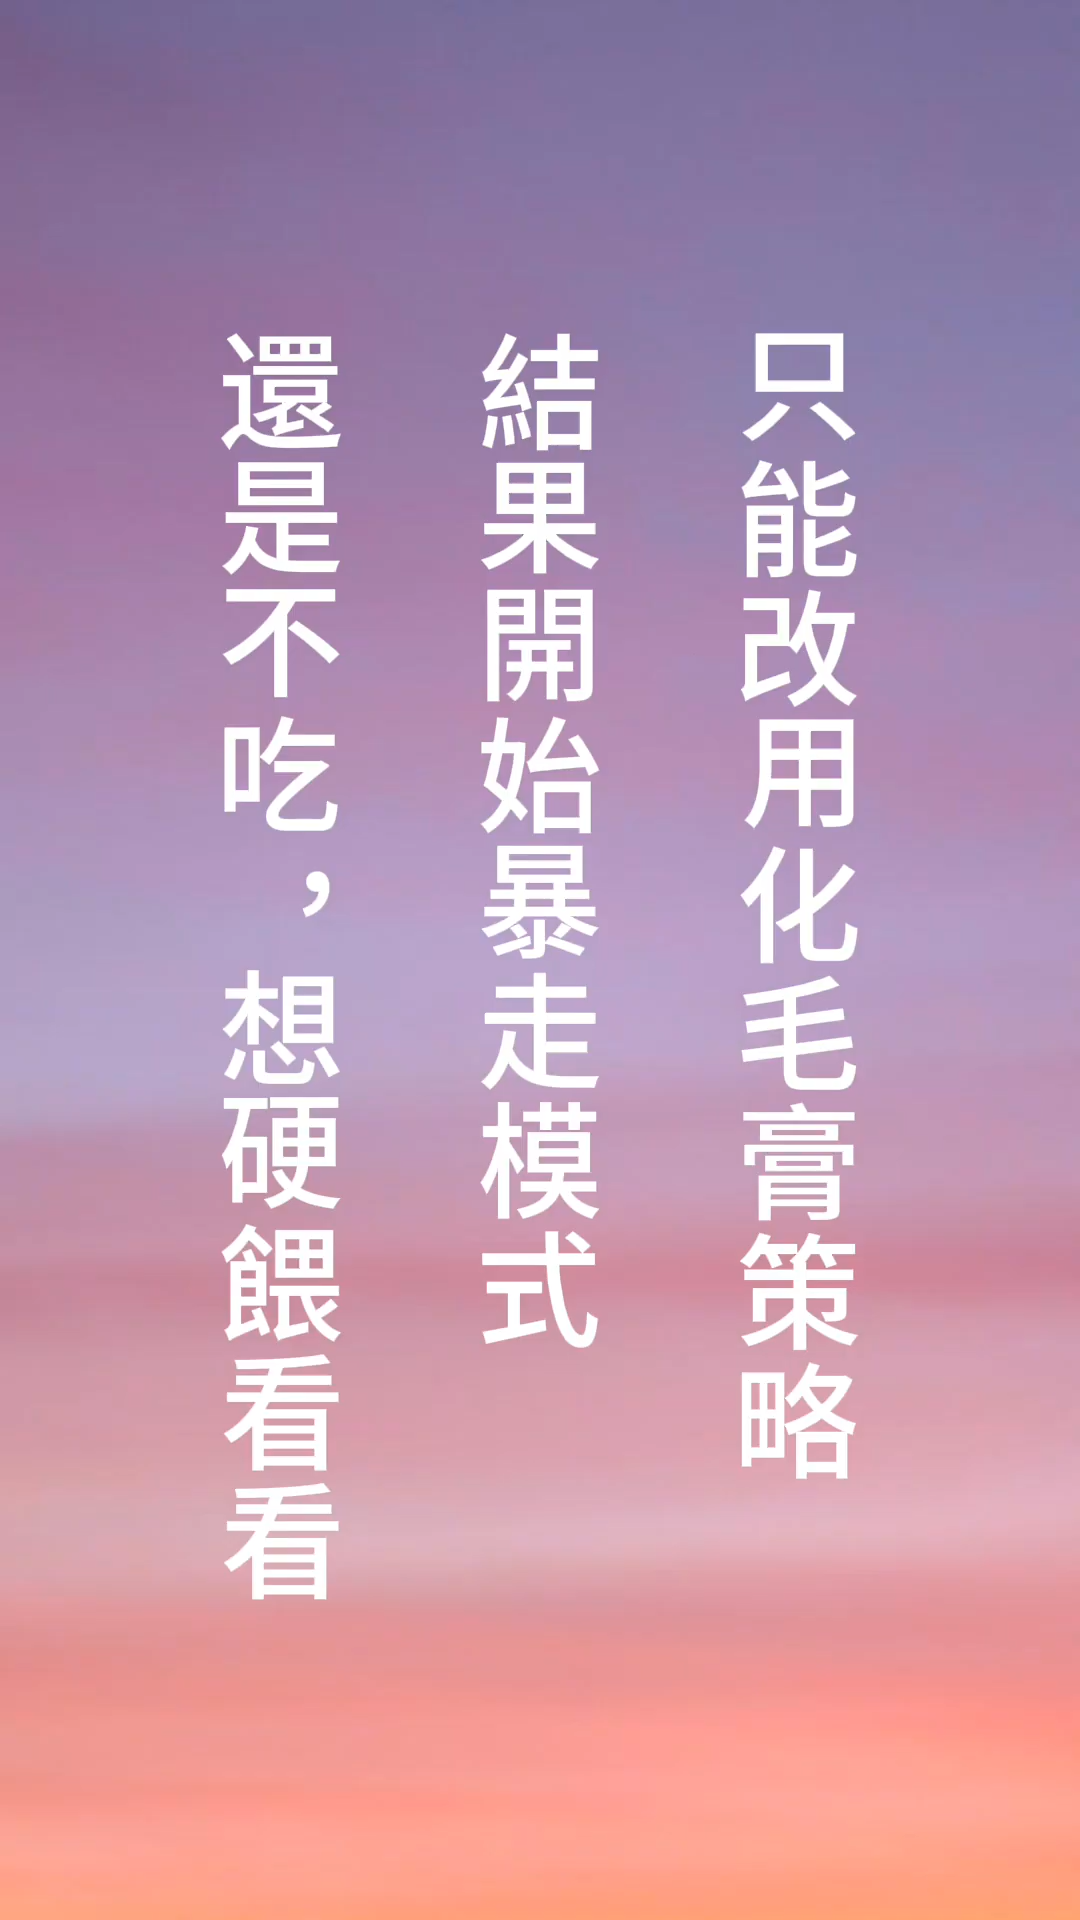 只能改用化毛膏策略
結果開始暴走模式
還是不吃，想硬餵看看